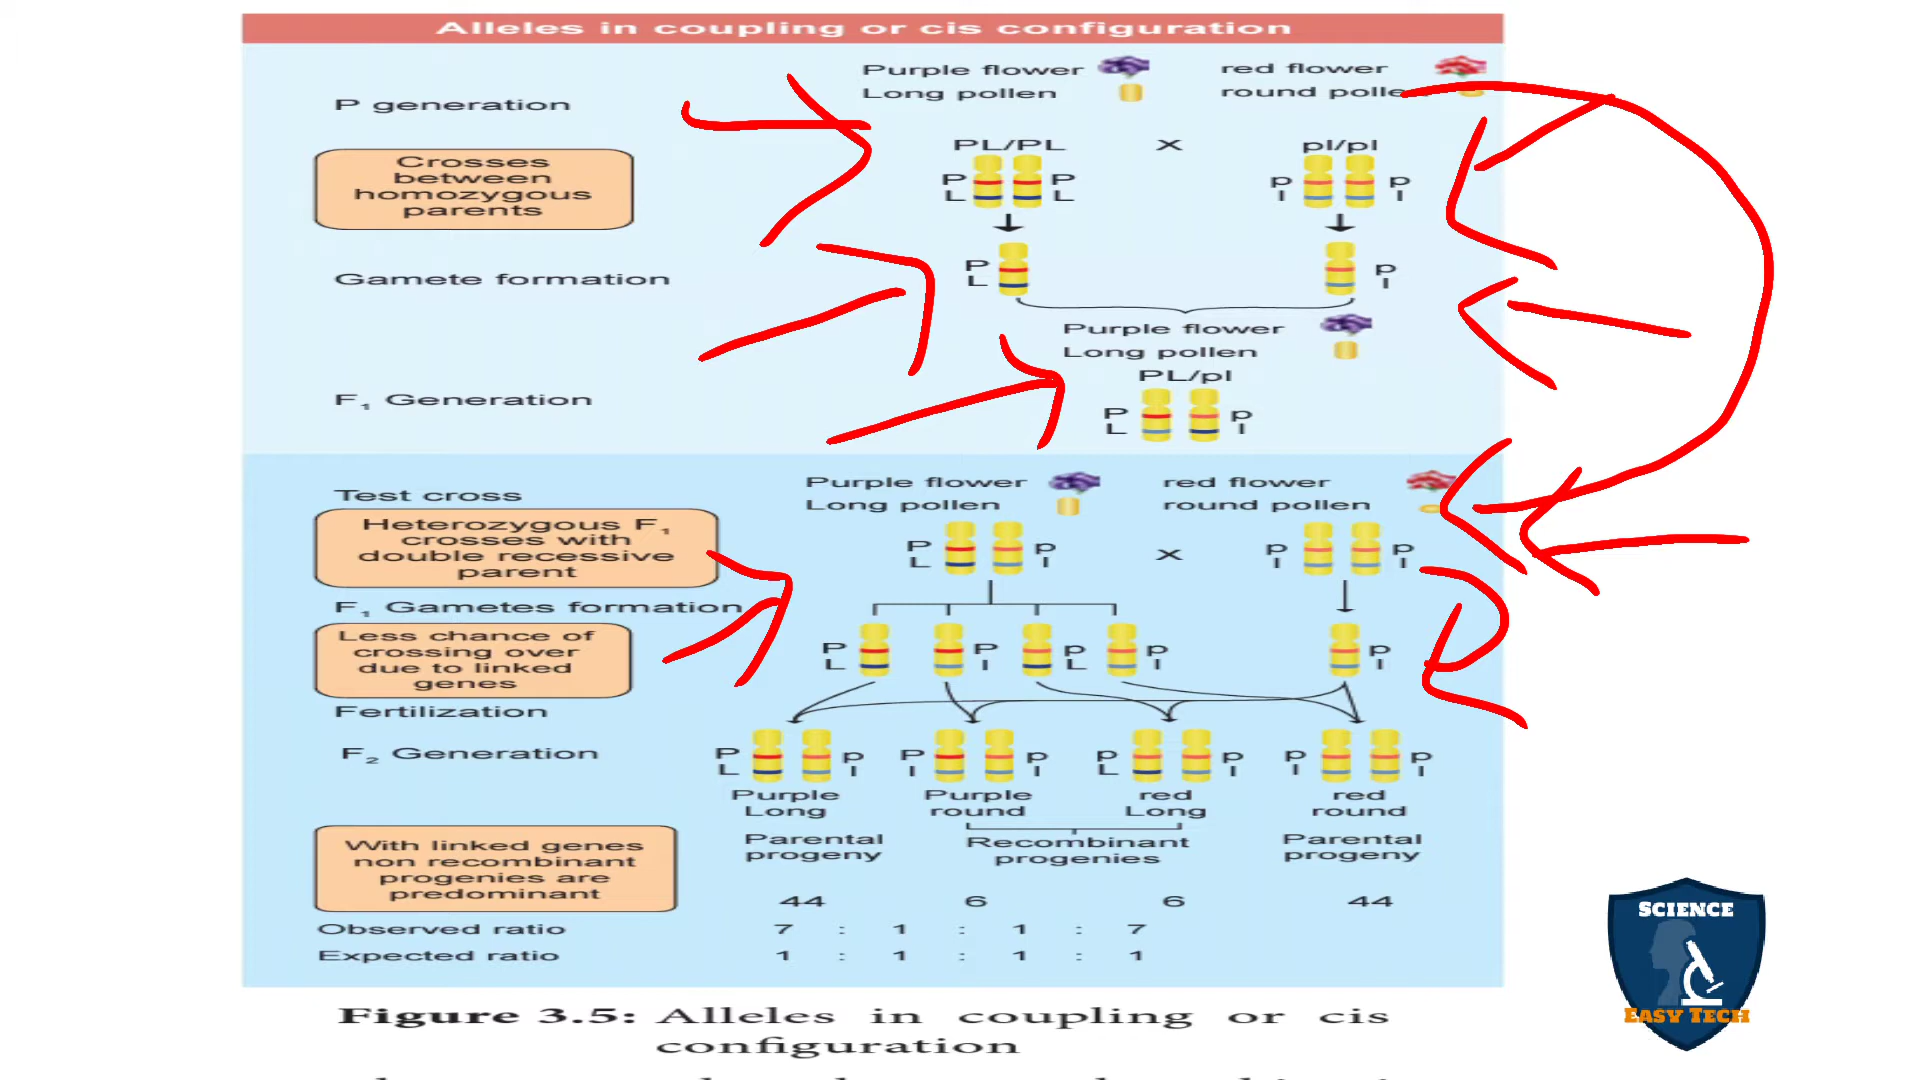 Alleles in coupling or cis configuration
Purple flower
Long pollen
red flower
round pollen
P generation
PL/PL x pl/pl
Crosses
between
homozygous
parents
P P
L L
p p
l l
Gamete formation
P
L
p
l
Purple flower
Long pollen
PL/pl
F1 Generation
P p
L l
Test cross
Purple flower
Long pollen
red flower
round pollen
Heterozygous F1
crosses with
double recessive
parent
P p x p p
L l l l
F1 Gametes formation
Less chance of
crossing over
due to linked
genes
P P p p p
L l L l l
Fertilization
F2 Generation
P p P p p p p p
L l l l L l l l
Purple
Long
Purple
round
red
Long
red
round
Parental
progeny
Recombinant
progenies
Parental
progeny
With linked genes
non recombinant
progenies are
predominant
44 6 6 44
Observed ratio 7 : 1 : 1 : 7
Expected ratio 1 : 1 : 1 : 1
Figure 3.5: Alleles in coupling or cis
configuration
SCIENCE
EASY TECH